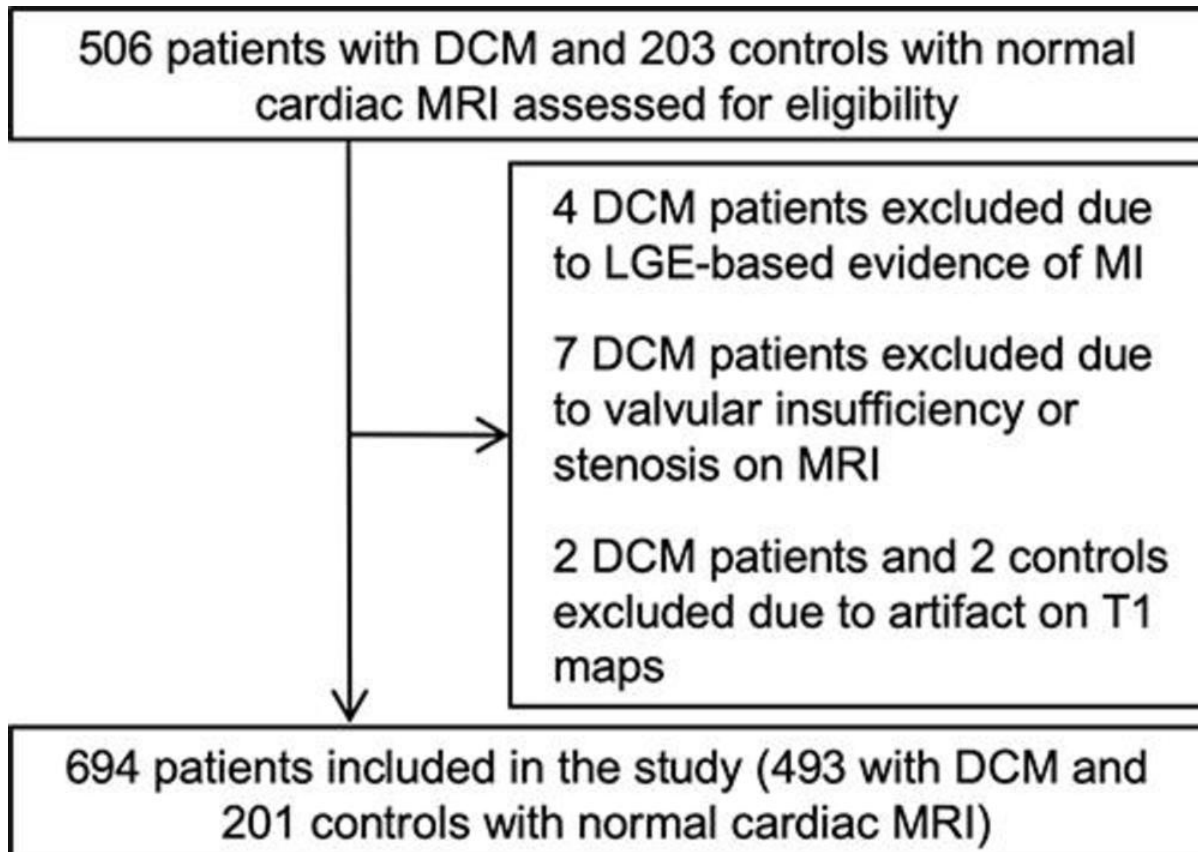 506 patients with DCM and 203 controls with normal
cardiac MRI assessed for eligibility
4 DCM patients excluded due
to LGE-based evidence of MI
7 DCM patients excluded due
to valvular insufficiency or
stenosis on MRI
2 DCM patients and 2 controls
excluded due to artifact on T1
maps
694 patients included in the study (493 with DCM and
201 controls with normal cardiac MRI)